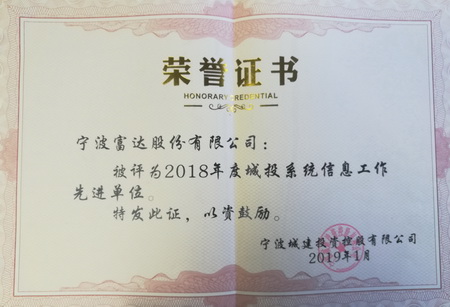 荣誉证书
HONORARY CREDENTIAL
宁波富达股份有限公司：
被评为2018年度城投系统信息工作
先进单位。
特发此证，以资鼓励。
宁波城建投资控股有限公司
2019年1月